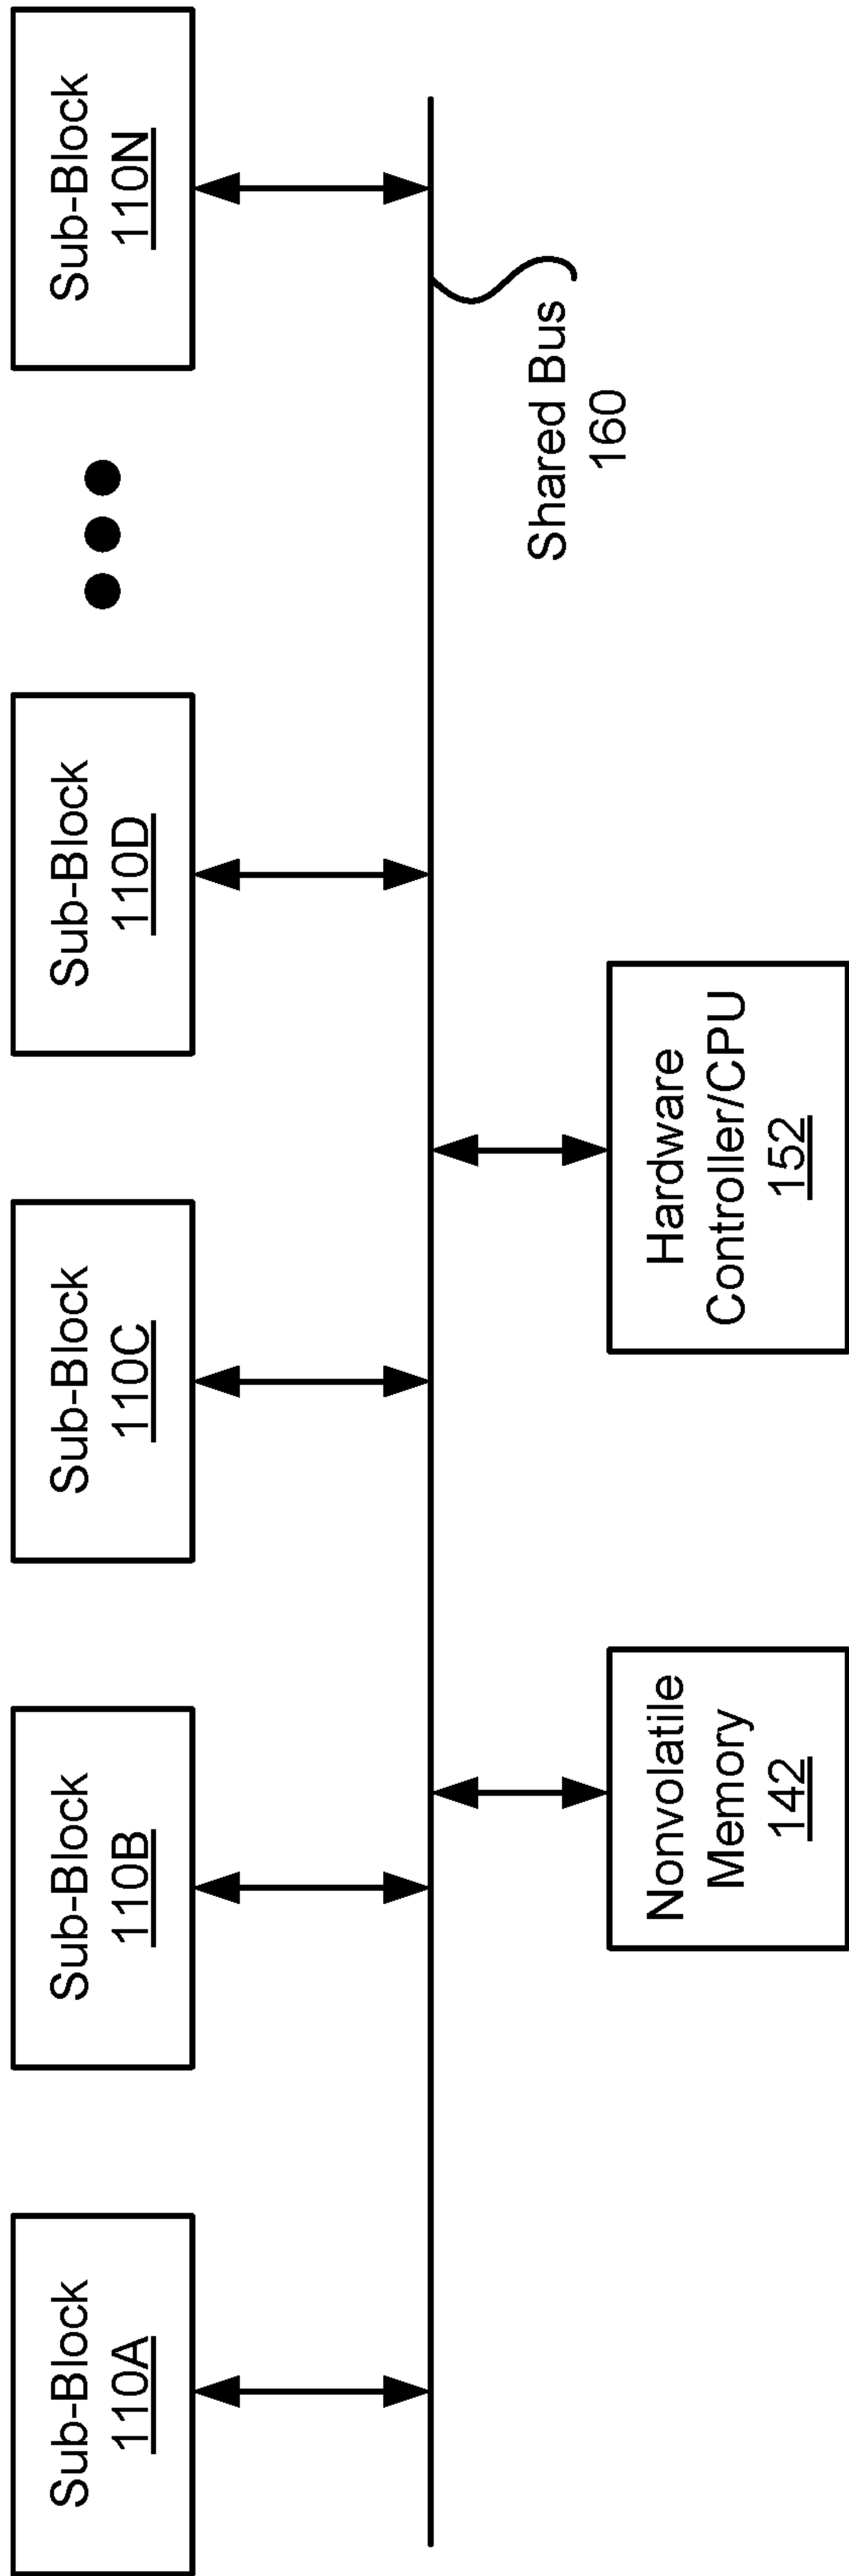 Sub-Block
110A
Sub-Block
110B
Sub-Block
110C
Sub-Block
110D
Sub-Block
110N
Shared Bus
160
Nonvolatile
Memory
142
Hardware
Controller/CPU
152